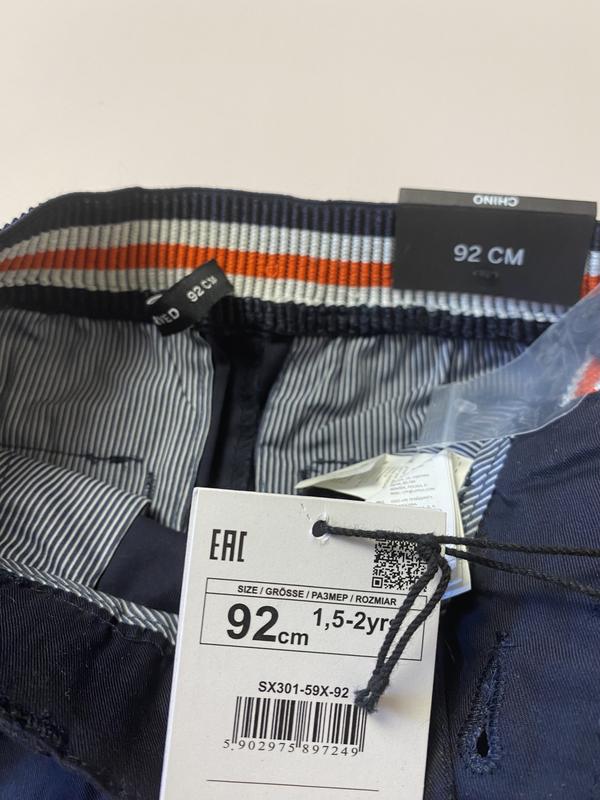 CHINO
92 CM
92 CM
EAC
SIZE / GRÖSSE / РАЗМЕР / ROZMIAR
92cm 1,5-2yrs
SX301-59X-92
5 902975 897249